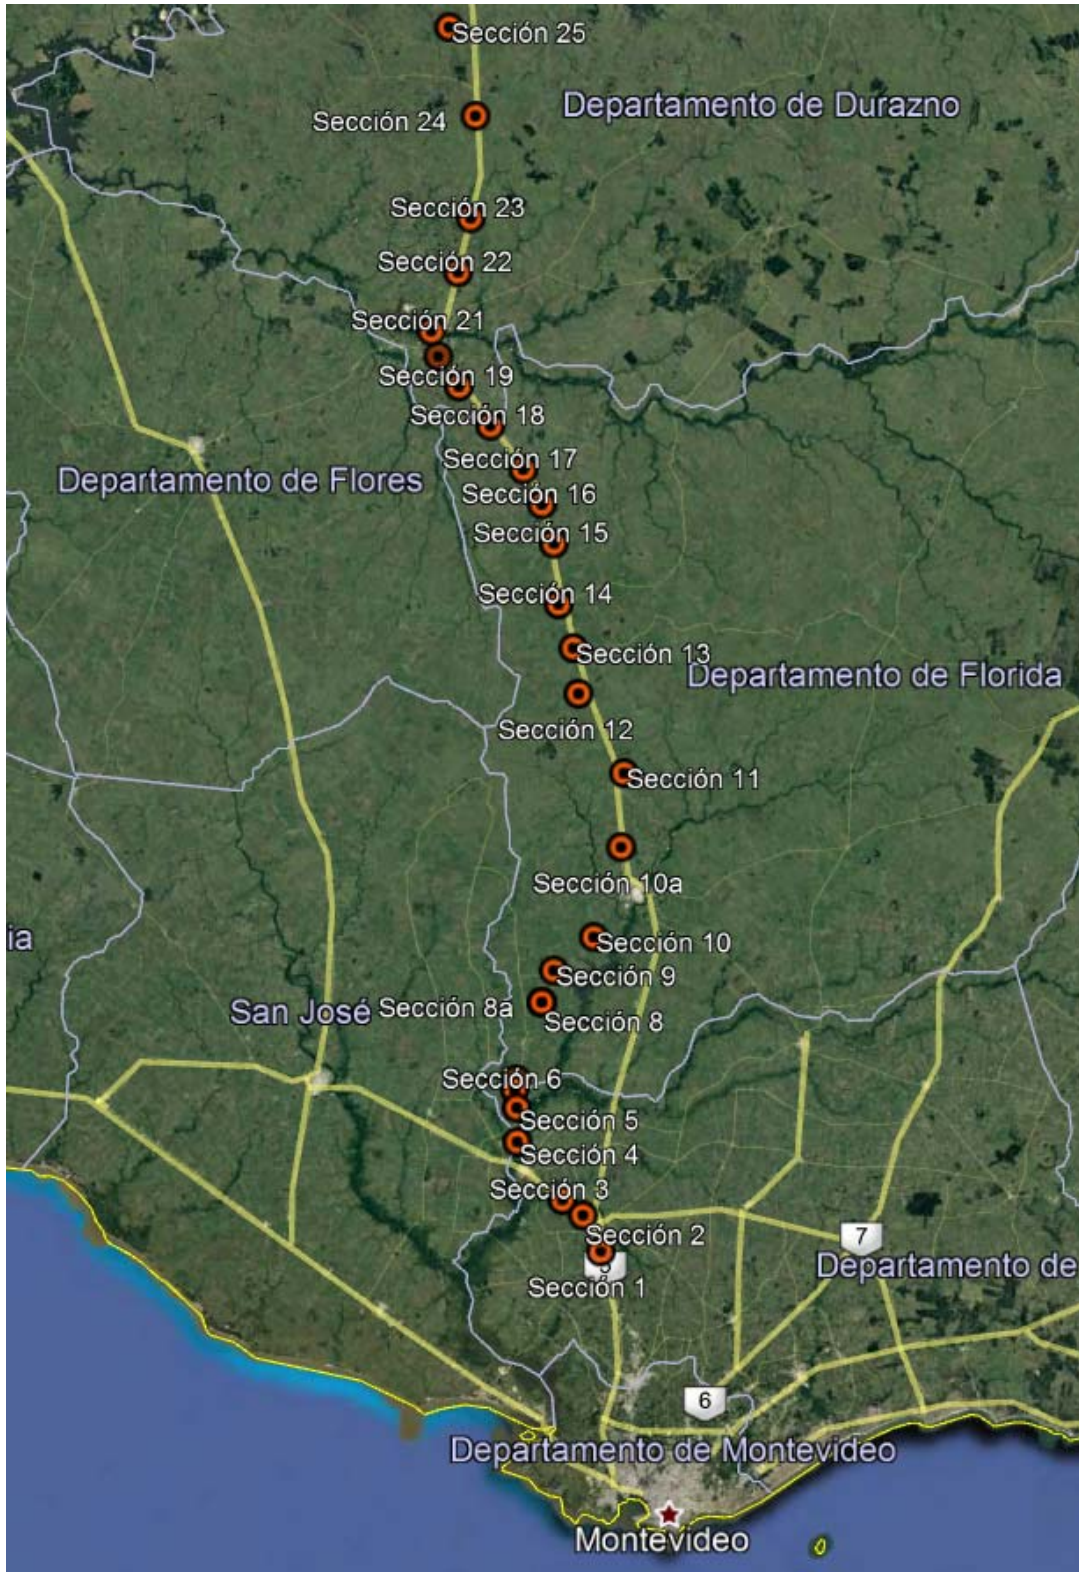 Sección 25
Departamento de Durazno
Sección 24
Sección 23
Sección 22
Sección 21
Sección 19
Sección 18
Sección 17
Departamento de Flores
Sección 16
Sección 15
Sección 14
Sección 13
Departamento de Florida
Sección 12
Sección 11
Sección 10a
ia
Sección 10
Sección 9
San José
Sección 8a
Sección 8
Sección 6
Sección 5
Sección 4
Sección 3
Sección 2
7
Departamento de
5
Sección 1
6
Departamento de Montevideo
Montevideo